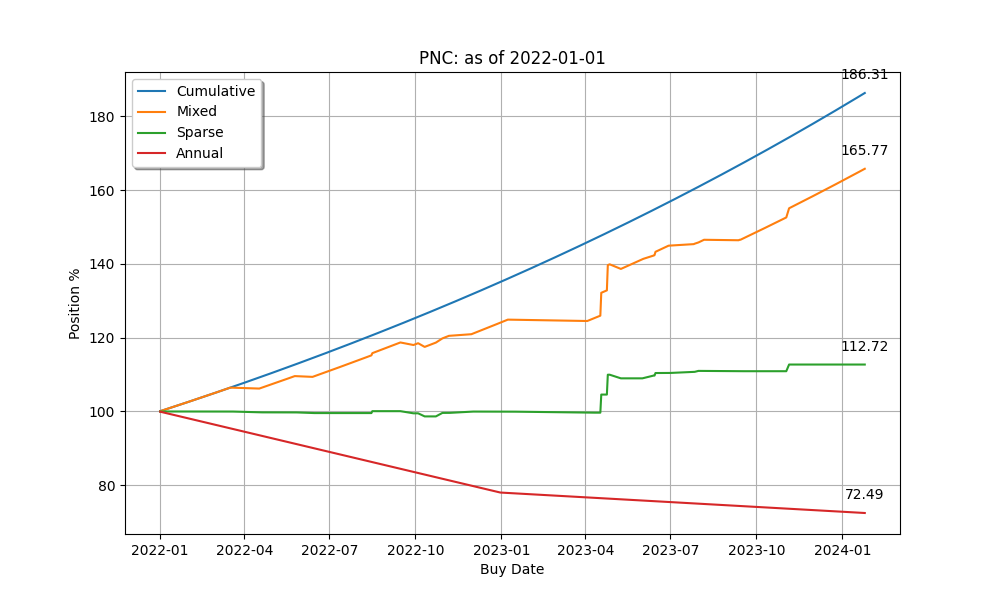 PNC: as of 2022-01-01
186.31
Cumulative
Mixed
Sparse
Annual
165.77
112.72
72.49
180
160
140
120
100
80
Position %
2022-01 2022-04 2022-07 2022-10 2023-01 2023-04 2023-07 2023-10 2024-01
Buy Date